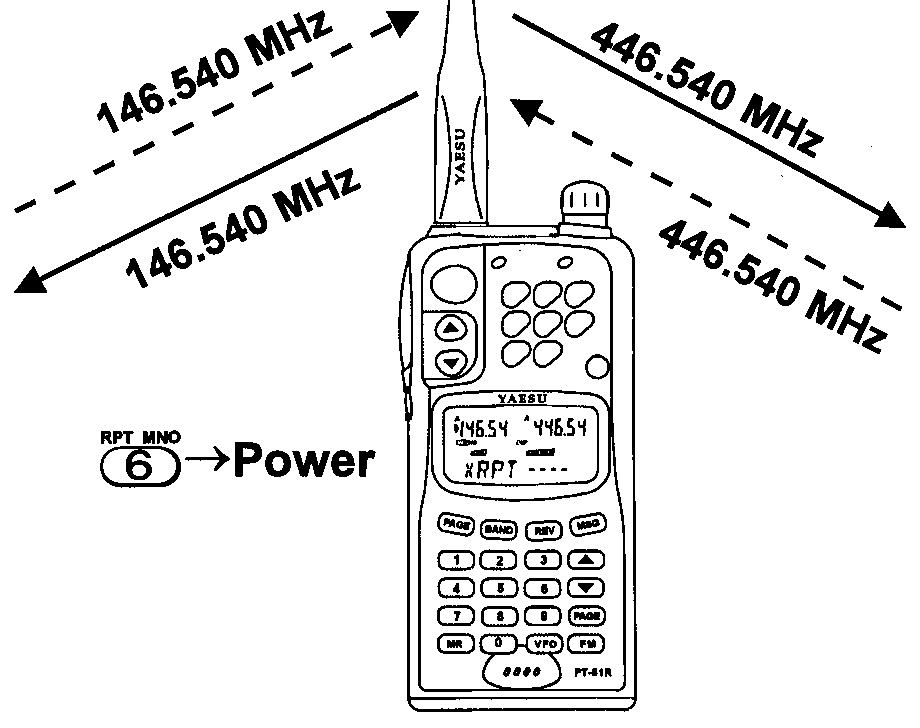 146.540 MHz
446.540 MHz
146.540 MHz
446.540 MHz
YAESU
YAESU
146.54 446.54
xRPT ----
RPT MNO
6 →Power
PAGE BAND REV MSG
1 2 3 ▲
4 5 6 ▼
7 8 9 PAGE
MR 0 VFO FM